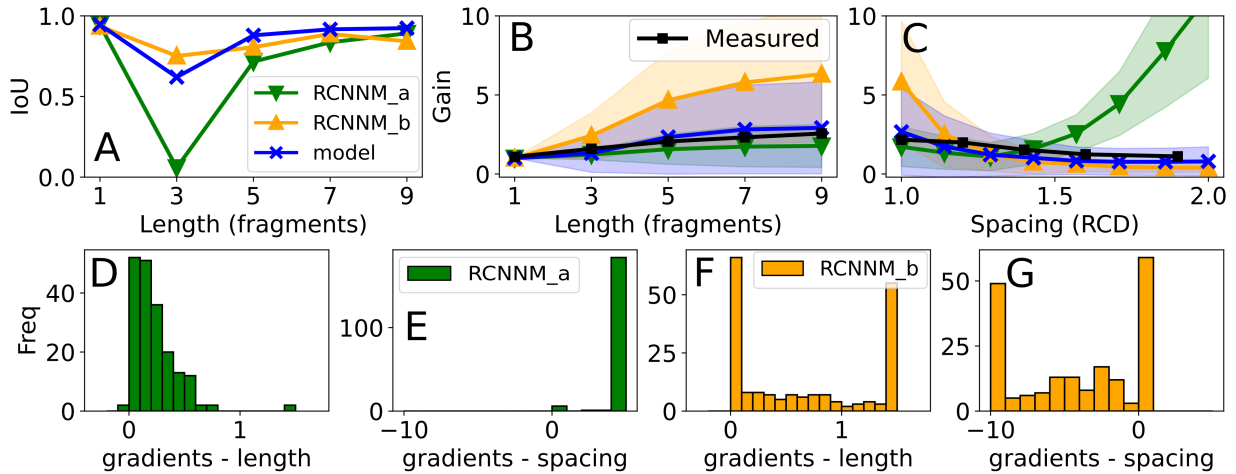 1.0
0.5
0.0
IoU
A
RCNNM_a
RCNNM_b
model
1 3 5 7 9
Length (fragments)
10
5
0
Gain
B
Measured
1 3 5 7 9
Length (fragments)
10
5
0
C
1.0 1.5 2.0
Spacing (RCD)
40
20
0
Freq
D
0 1
gradients - length
100
0
RCNNM_a
E
−10 0
gradients - spacing
50
25
0
F
RCNNM_b
0 1
gradients - length
50
25
0
G
−10 0
gradients - spacing